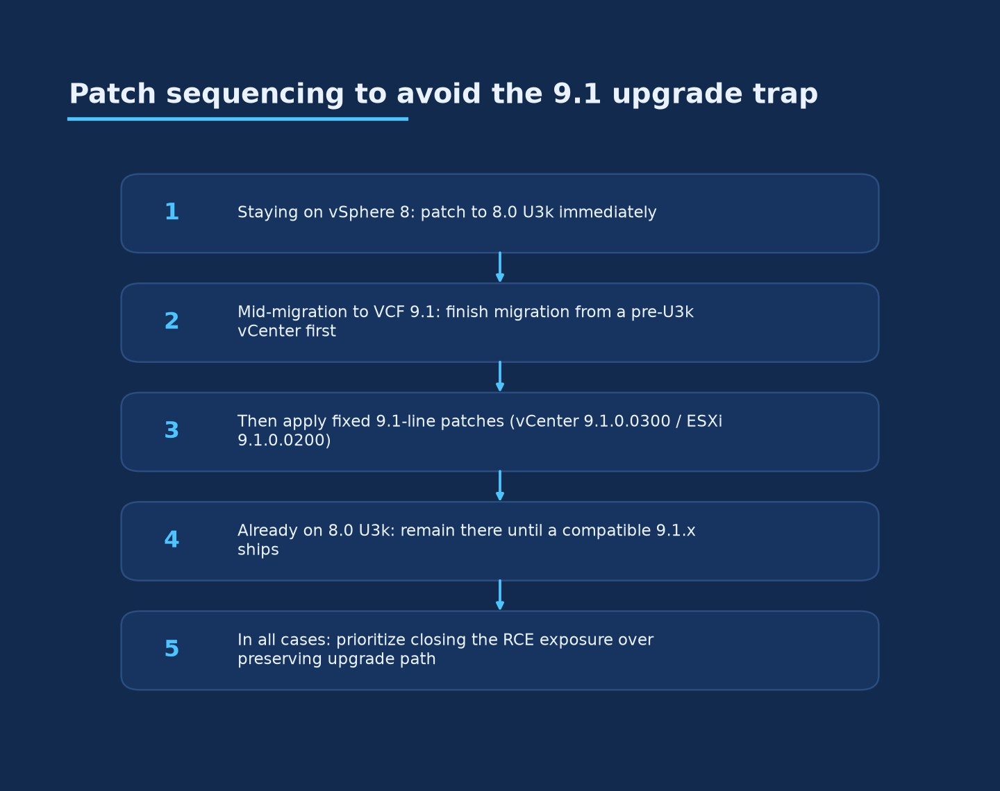 Patch sequencing to avoid the 9.1 upgrade trap
1
Staying on vSphere 8: patch to 8.0 U3k immediately
2
Mid-migration to VCF 9.1: finish migration from a pre-U3k
vCenter first
3
Then apply fixed 9.1-line patches (vCenter 9.1.0.0300 / ESXi
9.1.0.0200)
4
Already on 8.0 U3k: remain there until a compatible 9.1.x
ships
5
In all cases: prioritize closing the RCE exposure over
preserving upgrade path